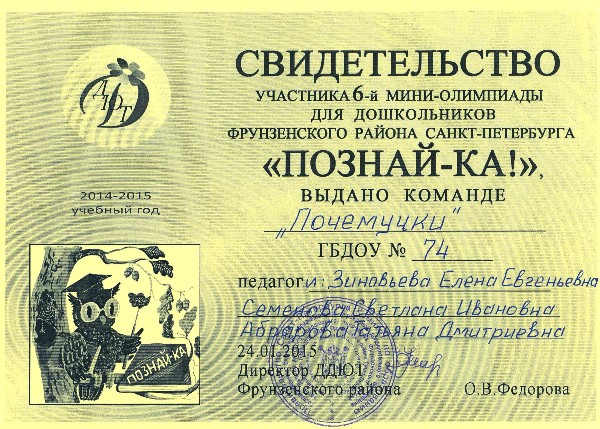 ДДЮТ
СВИДЕТЕЛЬСТВО
УЧАСТНИКА 6-й МИНИ-ОЛИМПИАДЫ
ДЛЯ ДОШКОЛЬНИКОВ
ФРУНЗЕНСКОГО РАЙОНА САНКТ-ПЕТЕРБУРГА
«ПОЗНАЙ-КА!»,
2014-2015
учебный год
ВЫДАНО КОМАНДЕ
„Почемучки"
ГБДОУ № 74
педагоги: Зиновьева Елена Евгеньевна
Семенова Светлана Ивановна
Татьяна Дмитриевна
24.01.2015
Директор ДДЮТ
Фрунзенского района О.В.Федорова
ПОЗНАЙ-КА